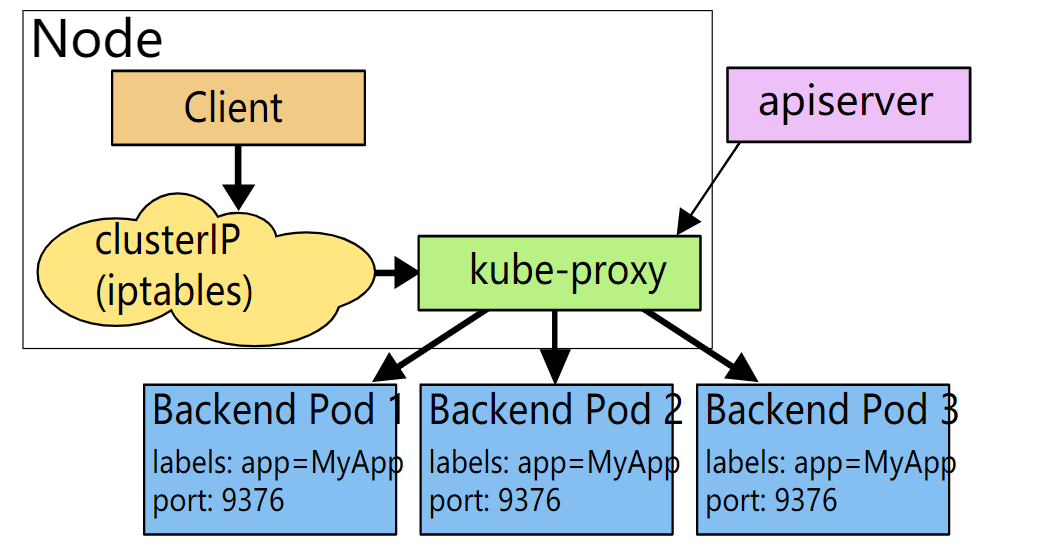 Node
Client
apiserver
clusterIP
(iptables)
kube-proxy
Backend Pod 1
labels: app=MyApp
port: 9376
Backend Pod 2
labels: app=MyApp
port: 9376
Backend Pod 3
labels: app=MyApp
port: 9376